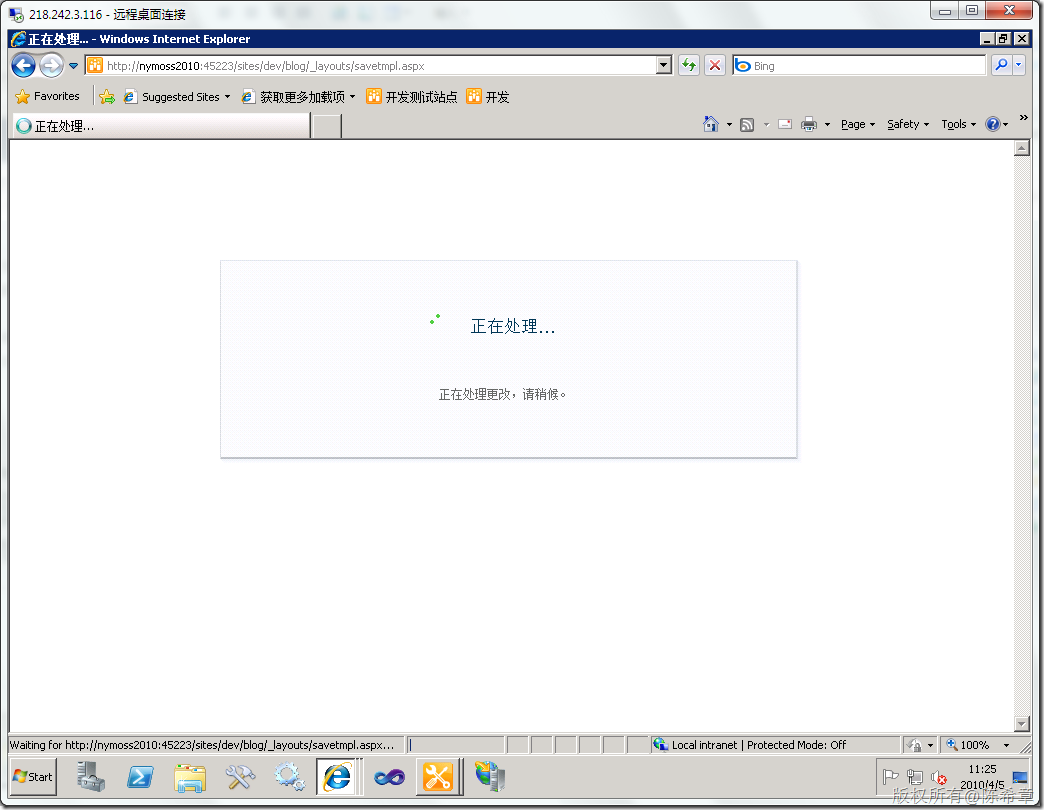 218.242.3.116 - 远程桌面连接
正在处理... - Windows Internet Explorer
http://nymoss2010:45223/sites/dev/blog/_layouts/savetmpl.aspx
Bing
Favorites
Suggested Sites
获取更多加载项
开发测试站点
开发
正在处理...
Page
Safety
Tools
正在处理...
正在处理更改，请稍候。
Waiting for http://nymoss2010:45223/sites/dev/blog/_layouts/savetmpl.aspx...
Local intranet | Protected Mode: Off
100%
Start
11:25
2010/4/5
版权所有@陈希章